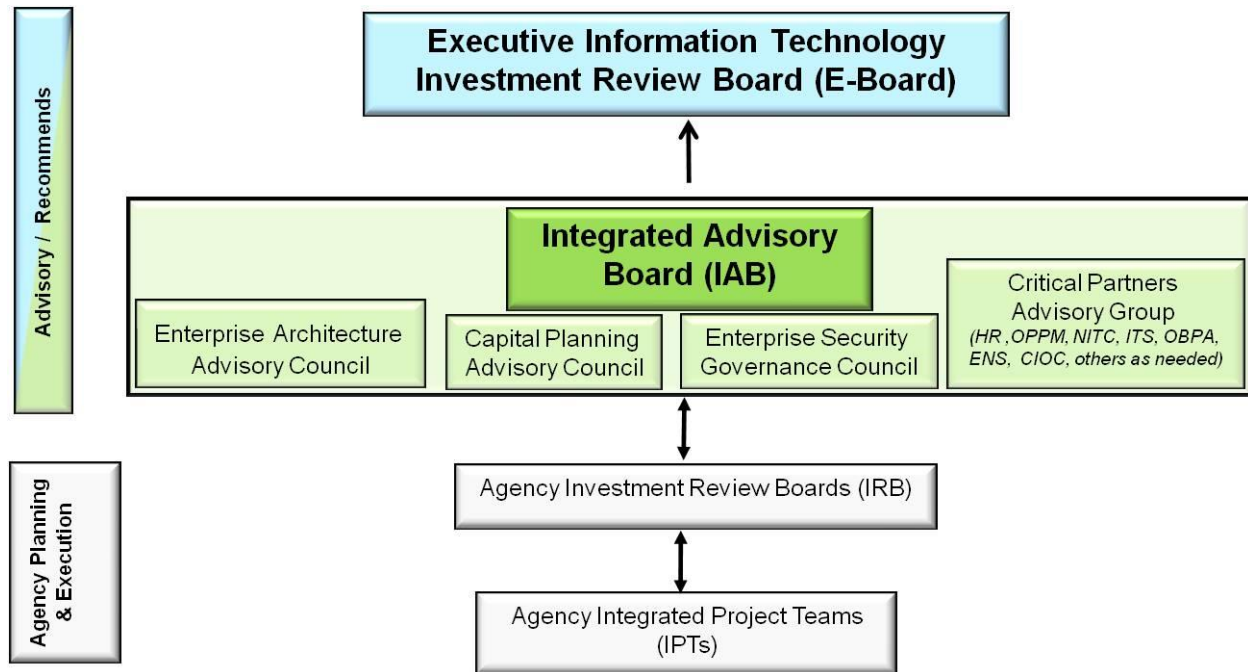 Executive Information Technology
Investment Review Board (E-Board)
Advisory / Recommends
Integrated Advisory
Board (IAB)
Enterprise Architecture
Advisory Council
Capital Planning
Advisory Council
Enterprise Security
Governance Council
Critical Partners
Advisory Group
(HR ,OPPM, NITC, ITS, OBPA,
ENS, CIOC, others as needed)
Agency Planning
& Execution
Agency Investment Review Boards (IRB)
Agency Integrated Project Teams
(IPTs)